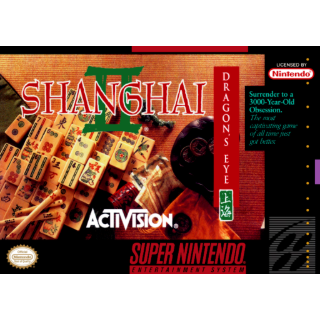 LICENSED BY
Nintendo
SHANGHAI
II
DRAGON'S EYE
上海
Surrender to a
3000-Year-Old
Obsession.
The most
captivating game
of all time just
got better.
ACTIVISION®
SUPER NINTENDO
ENTERTAINMENT SYSTEM